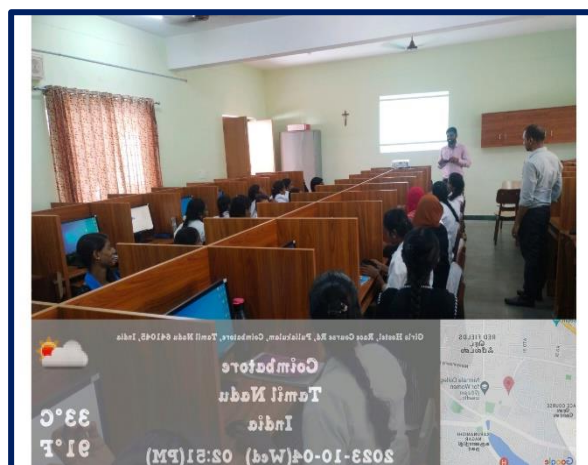 Girls Hostel, Race Course Rd, Pulikulam, Coimbatore, Tamil Nadu 641045, India
Coimbatore
Tamil Nadu
India
2023-10-04(Wed) 02:51(PM)
33°C
91°F
RED FIELDS
Google